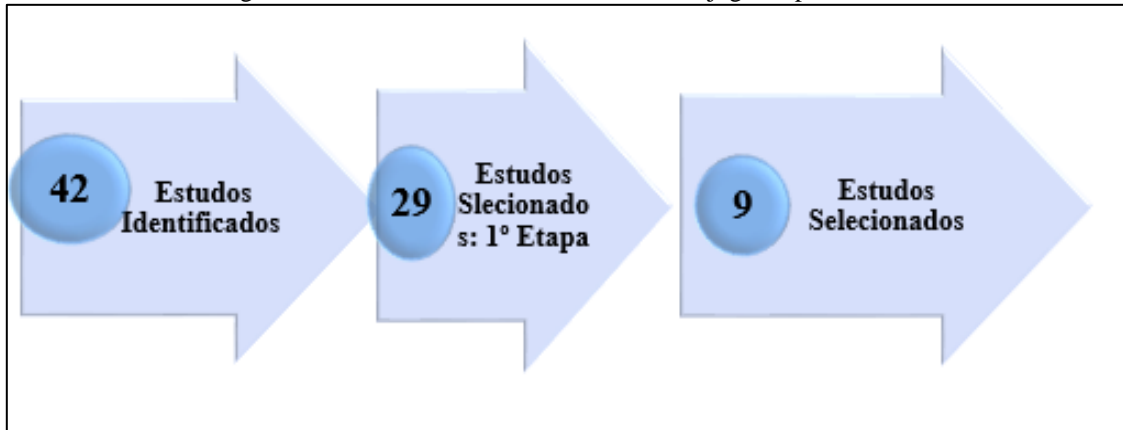 42
Estudos
Identificados
29
Estudos
Slecionado
s: 1º Etapa
9
Estudos
Selecionados